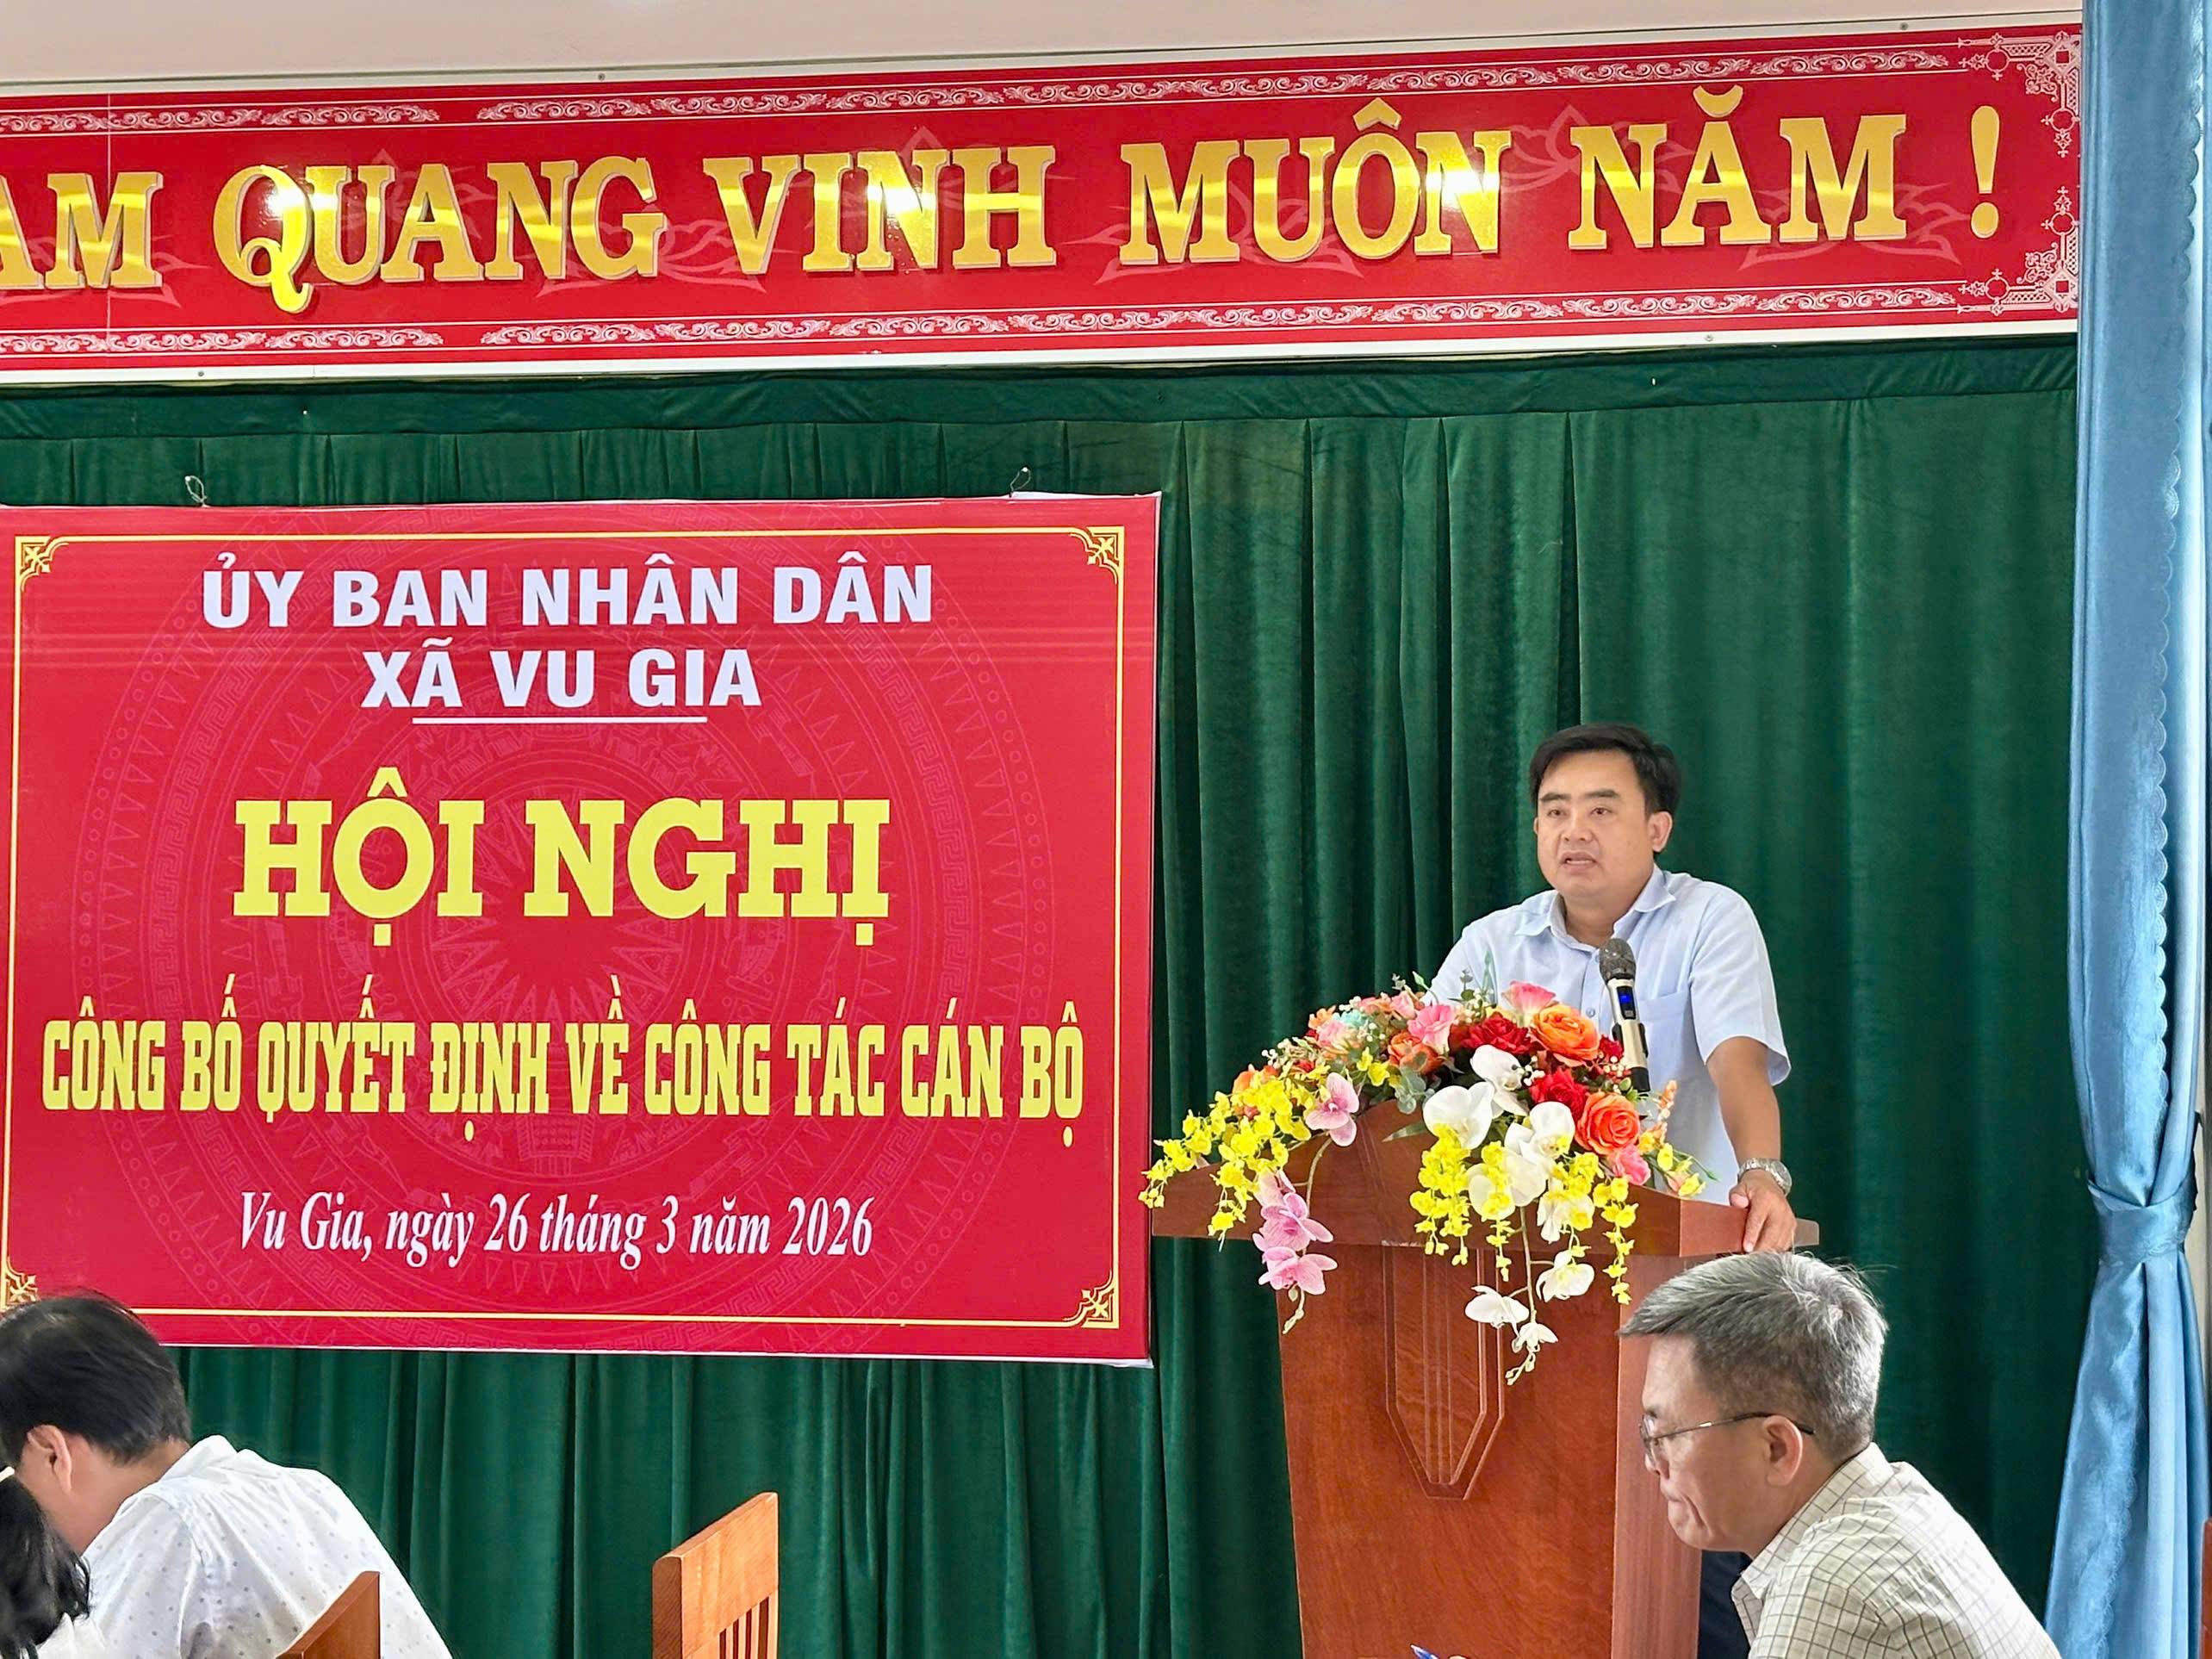 QUANG VINH MUÔN NĂM !
ỦY BAN NHÂN DÂN
XÃ VU GIA
HỘI NGHỊ
CÔNG BỐ QUYẾT ĐỊNH VỀ CÔNG TÁC CÁN BỘ
Vu Gia, ngày 26 tháng 3 năm 2026